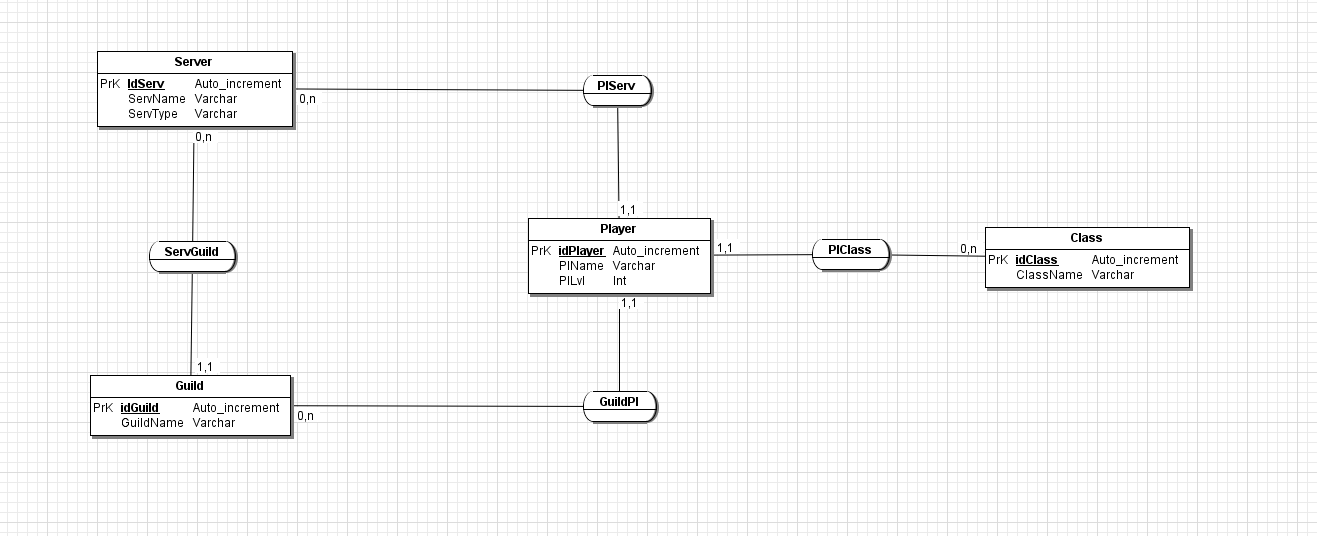 Server
PrK IdServ Auto_increment
ServName Varchar
ServType Varchar
0,n
PlServ
0,n
1,1
ServGuild
Player
PrK idPlayer Auto_increment
PlName Varchar
PlLvl Int
1,1
PlClass
0,n
Class
PrK idClass Auto_increment
ClassName Varchar
1,1
1,1
Guild
PrK idGuild Auto_increment
GuildName Varchar
0,n
GuildPl